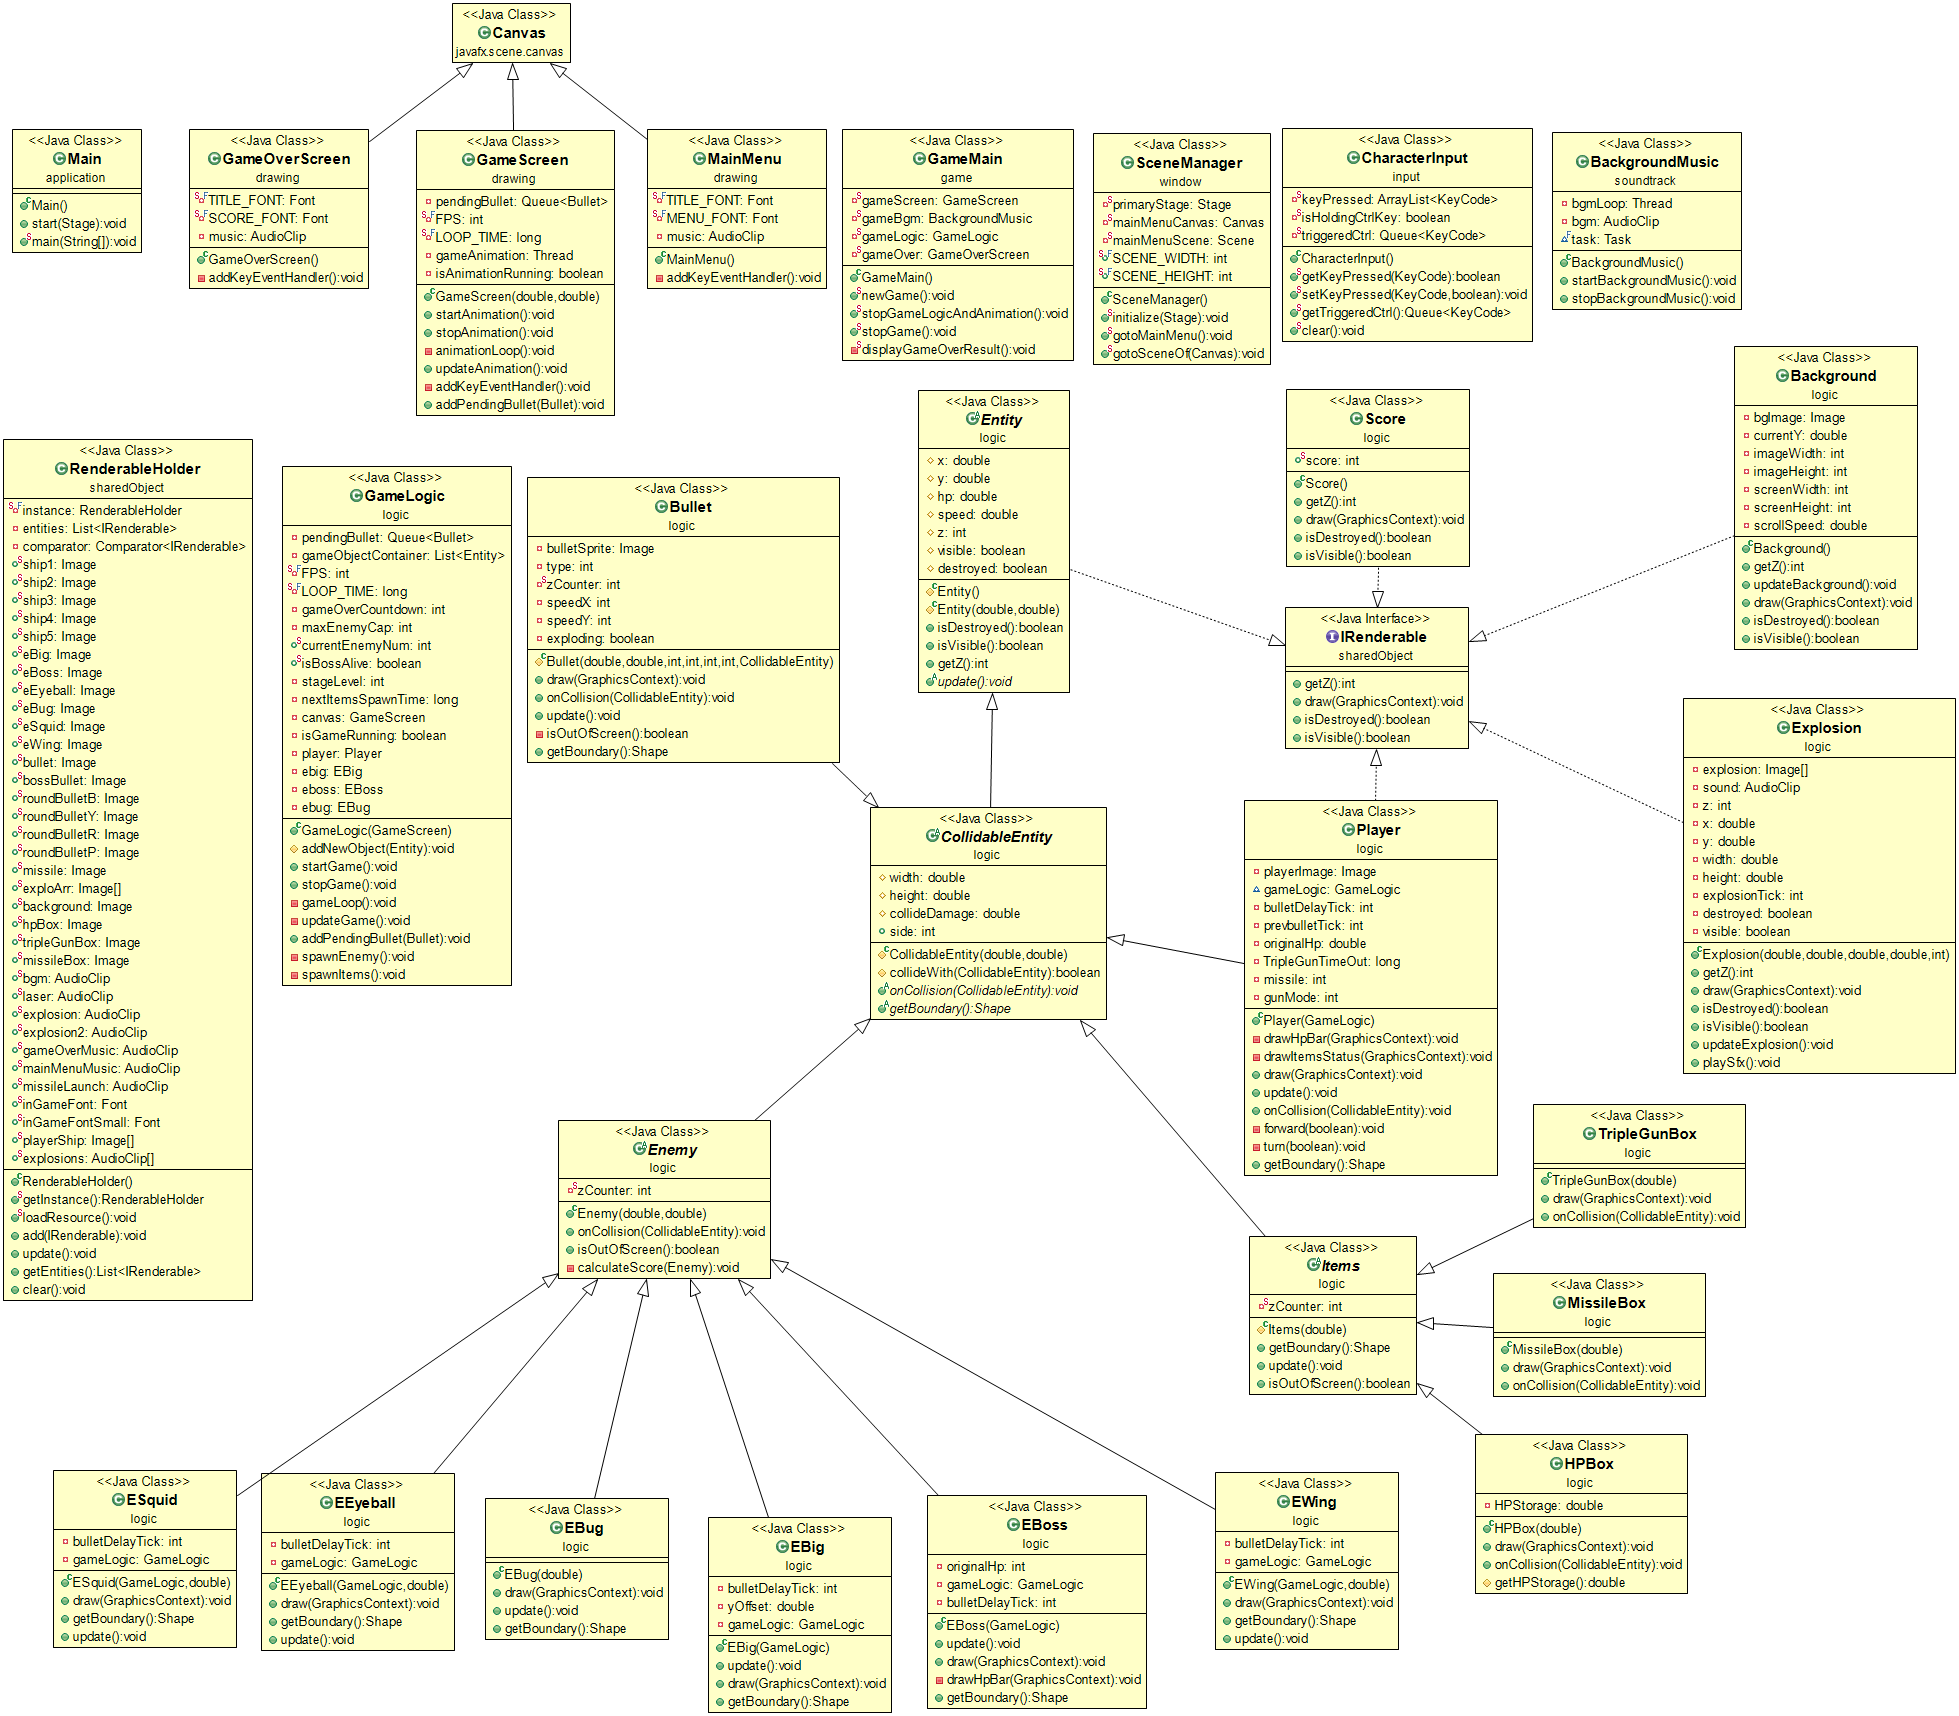 <<Java Class>>
Canvas
javafx.scene.canvas
<<Java Class>>
Main
application
Main()
start(Stage):void
main(String[]):void
<<Java Class>>
GameOverScreen
drawing
TITLE_FONT: Font
SCORE_FONT: Font
music: AudioClip
GameOverScreen()
addKeyEventHandler():void
<<Java Class>>
GameScreen
drawing
pendingBullet: Queue<Bullet>
FPS: int
LOOP_TIME: long
gameAnimation: Thread
isAnimationRunning: boolean
GameScreen(double,double)
startAnimation():void
stopAnimation():void
animationLoop():void
updateAnimation():void
addKeyEventHandler():void
addPendingBullet(Bullet):void
<<Java Class>>
MainMenu
drawing
TITLE_FONT: Font
MENU_FONT: Font
music: AudioClip
MainMenu()
addKeyEventHandler():void
<<Java Class>>
GameMain
game
gameScreen: GameScreen
gameBgm: BackgroundMusic
gameLogic: GameLogic
gameOver: GameOverScreen
GameMain()
newGame():void
stopGameLogicAndAnimation():void
stopGame():void
displayGameOverResult():void
<<Java Class>>
SceneManager
window
primaryStage: Stage
mainMenuCanvas: Canvas
mainMenuScene: Scene
SCENE_WIDTH: int
SCENE_HEIGHT: int
SceneManager()
initialize(Stage):void
gotoMainMenu():void
gotoSceneOf(Canvas):void
<<Java Class>>
CharacterInput
input
keyPressed: ArrayList<KeyCode>
isHoldingCtrlKey: boolean
triggeredCtrl: Queue<KeyCode>
CharacterInput()
getKeyPressed(KeyCode):boolean
setKeyPressed(KeyCode,boolean):void
getTriggeredCtrl():Queue<KeyCode>
clear():void
<<Java Class>>
BackgroundMusic
soundtrack
bgmLoop: Thread
bgm: AudioClip
task: Task
BackgroundMusic()
startBackgroundMusic():void
stopBackgroundMusic():void
<<Java Class>>
RenderableHolder
sharedObject
instance: RenderableHolder
entities: List<IRenderable>
comparator: Comparator<IRenderable>
ship1: Image
ship2: Image
ship3: Image
ship4: Image
ship5: Image
eBig: Image
eBoss: Image
eEyeball: Image
eBug: Image
eSquid: Image
eWing: Image
bullet: Image
bossBullet: Image
roundBulletB: Image
roundBulletY: Image
roundBulletR: Image
roundBulletP: Image
missile: Image
exploArr: Image[]
background: Image
hpBox: Image
tripleGunBox: Image
missileBox: Image
bgm: AudioClip
laser: AudioClip
explosion: AudioClip
explosion2: AudioClip
gameOverMusic: AudioClip
mainMenuMusic: AudioClip
missileLaunch: AudioClip
inGameFont: Font
inGameFontSmall: Font
playerShip: Image[]
explosions: AudioClip[]
RenderableHolder()
getInstance():RenderableHolder
loadResource():void
add(IRenderable):void
update():void
getEntities():List<IRenderable>
clear():void
<<Java Class>>
GameLogic
logic
pendingBullet: Queue<Bullet>
gameObjectContainer: List<Entity>
FPS: int
LOOP_TIME: long
gameOverCountdown: int
maxEnemyCap: int
currentEnemyNum: int
isBossAlive: boolean
stageLevel: int
nextItemsSpawnTime: long
canvas: GameScreen
isGameRunning: boolean
player: Player
ebig: EBig
eboss: EBoss
ebug: EBug
GameLogic(GameScreen)
addNewObject(Entity):void
startGame():void
stopGame():void
gameLoop():void
updateGame():void
addPendingBullet(Bullet):void
spawnEnemy():void
spawnItems():void
<<Java Class>>
Bullet
logic
bulletSprite: Image
type: int
zCounter: int
speedX: int
speedY: int
exploding: boolean
Bullet(double,double,int,int,int,int,CollidableEntity)
draw(GraphicsContext):void
onCollision(CollidableEntity):void
update():void
isOutOfScreen():boolean
getBoundary():Shape
<<Java Class>>
Entity
logic
x: double
y: double
hp: double
speed: double
z: int
visible: boolean
destroyed: boolean
Entity()
Entity(double,double)
isDestroyed():boolean
isVisible():boolean
getZ():int
update():void
<<Java Class>>
Score
logic
score: int
Score()
getZ():int
draw(GraphicsContext):void
isDestroyed():boolean
isVisible():boolean
<<Java Class>>
Background
logic
bgImage: Image
currentY: double
imageWidth: int
imageHeight: int
screenWidth: int
screenHeight: int
scrollSpeed: double
Background()
getZ():int
updateBackground():void
draw(GraphicsContext):void
isDestroyed():boolean
isVisible():boolean
<<Java Interface>>
IRenderable
sharedObject
getZ():int
draw(GraphicsContext):void
isDestroyed():boolean
isVisible():boolean
<<Java Class>>
Explosion
logic
explosion: Image[]
sound: AudioClip
z: int
x: double
y: double
width: double
height: double
explosionTick: int
destroyed: boolean
visible: boolean
Explosion(double,double,double,double,int)
getZ():int
draw(GraphicsContext):void
isDestroyed():boolean
isVisible():boolean
updateExplosion():void
playSfx():void
<<Java Class>>
CollidableEntity
logic
width: double
height: double
collideDamage: double
side: int
CollidableEntity(double,double)
collideWith(CollidableEntity):boolean
onCollision(CollidableEntity):void
getBoundary():Shape
<<Java Class>>
Player
logic
playerImage: Image
gameLogic: GameLogic
bulletDelayTick: int
prevbulletTick: int
originalHp: double
TripleGunTimeOut: long
missile: int
gunMode: int
Player(GameLogic)
drawHpBar(GraphicsContext):void
drawItemsStatus(GraphicsContext):void
draw(GraphicsContext):void
update():void
onCollision(CollidableEntity):void
forward(boolean):void
turn(boolean):void
getBoundary():Shape
<<Java Class>>
Enemy
logic
zCounter: int
Enemy(double,double)
onCollision(CollidableEntity):void
isOutOfScreen():boolean
calculateScore(Enemy):void
<<Java Class>>
TripleGunBox
logic
TripleGunBox(double)
draw(GraphicsContext):void
onCollision(CollidableEntity):void
<<Java Class>>
Items
logic
zCounter: int
Items(double)
getBoundary():Shape
update():void
isOutOfScreen():boolean
<<Java Class>>
MissileBox
logic
MissileBox(double)
draw(GraphicsContext):void
onCollision(CollidableEntity):void
<<Java Class>>
HPBox
logic
HPStorage: double
HPBox(double)
draw(GraphicsContext):void
onCollision(CollidableEntity):void
getHPStorage():double
<<Java Class>>
ESquid
logic
bulletDelayTick: int
gameLogic: GameLogic
ESquid(GameLogic,double)
draw(GraphicsContext):void
getBoundary():Shape
update():void
<<Java Class>>
EEyeball
logic
bulletDelayTick: int
gameLogic: GameLogic
EEyeball(GameLogic,double)
draw(GraphicsContext):void
getBoundary():Shape
update():void
<<Java Class>>
EBug
logic
EBug(double)
draw(GraphicsContext):void
update():void
getBoundary():Shape
<<Java Class>>
EBig
logic
bulletDelayTick: int
yOffset: double
gameLogic: GameLogic
EBig(GameLogic)
update():void
draw(GraphicsContext):void
getBoundary():Shape
<<Java Class>>
EBoss
logic
originalHp: int
gameLogic: GameLogic
bulletDelayTick: int
EBoss(GameLogic)
update():void
draw(GraphicsContext):void
drawHpBar(GraphicsContext):void
getBoundary():Shape
<<Java Class>>
EWing
logic
bulletDelayTick: int
gameLogic: GameLogic
EWing(GameLogic,double)
draw(GraphicsContext):void
getBoundary():Shape
update():void